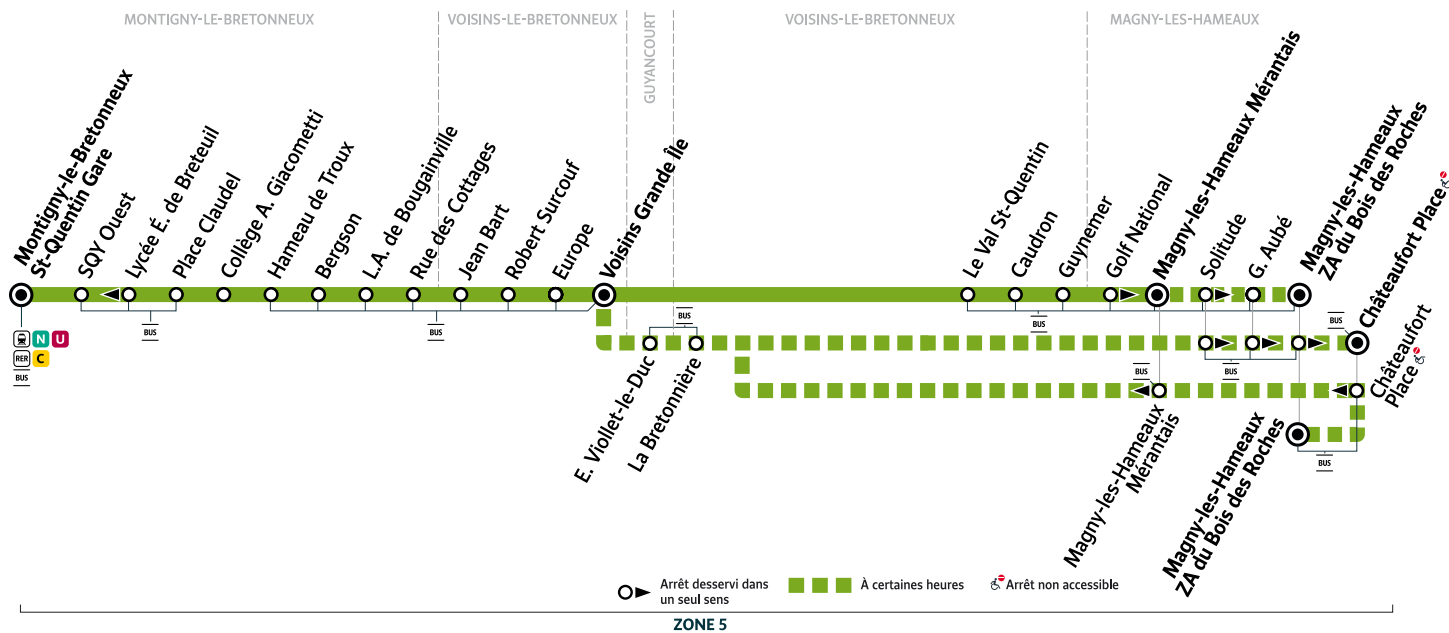 MONTIGNY-LE-BRETONNEUX
VOISINS-LE-BRETONNEUX
GUYANCOURT
VOISINS-LE-BRETONNEUX
MAGNY-LES-HAMEAUX
Montigny-le-Bretonneux
St-Quentin Gare
SQY Ouest
Lycée É. de Breteuil
Place Claudel
Collège A. Giacometti
Hameau de Troux
Bergson
L.A. de Bougainville
Rue des Cottages
Jean Bart
Robert Surcouf
Europe
Voisins Grande Île
Le Val St-Quentin
Caudron
Guynemer
Golf National
Magny-les-Hameaux Mérantais
Solitude
G. Aubé
Magny-les-Hameaux
ZA du Bois des Roches
Châteaufort Place
N U
RER C
BUS
BUS
BUS
BUS
BUS
BUS
BUS
BUS
BUS
E. Viollet-le-Duc
La Bretonnière
Châteaufort
Place
Magny-les-Hameaux
Mérantais
Magny-les-Hameaux
ZA du Bois des Roches
Arrêt desservi dans
un seul sens
À certaines heures
Arrêt non accessible
ZONE 5